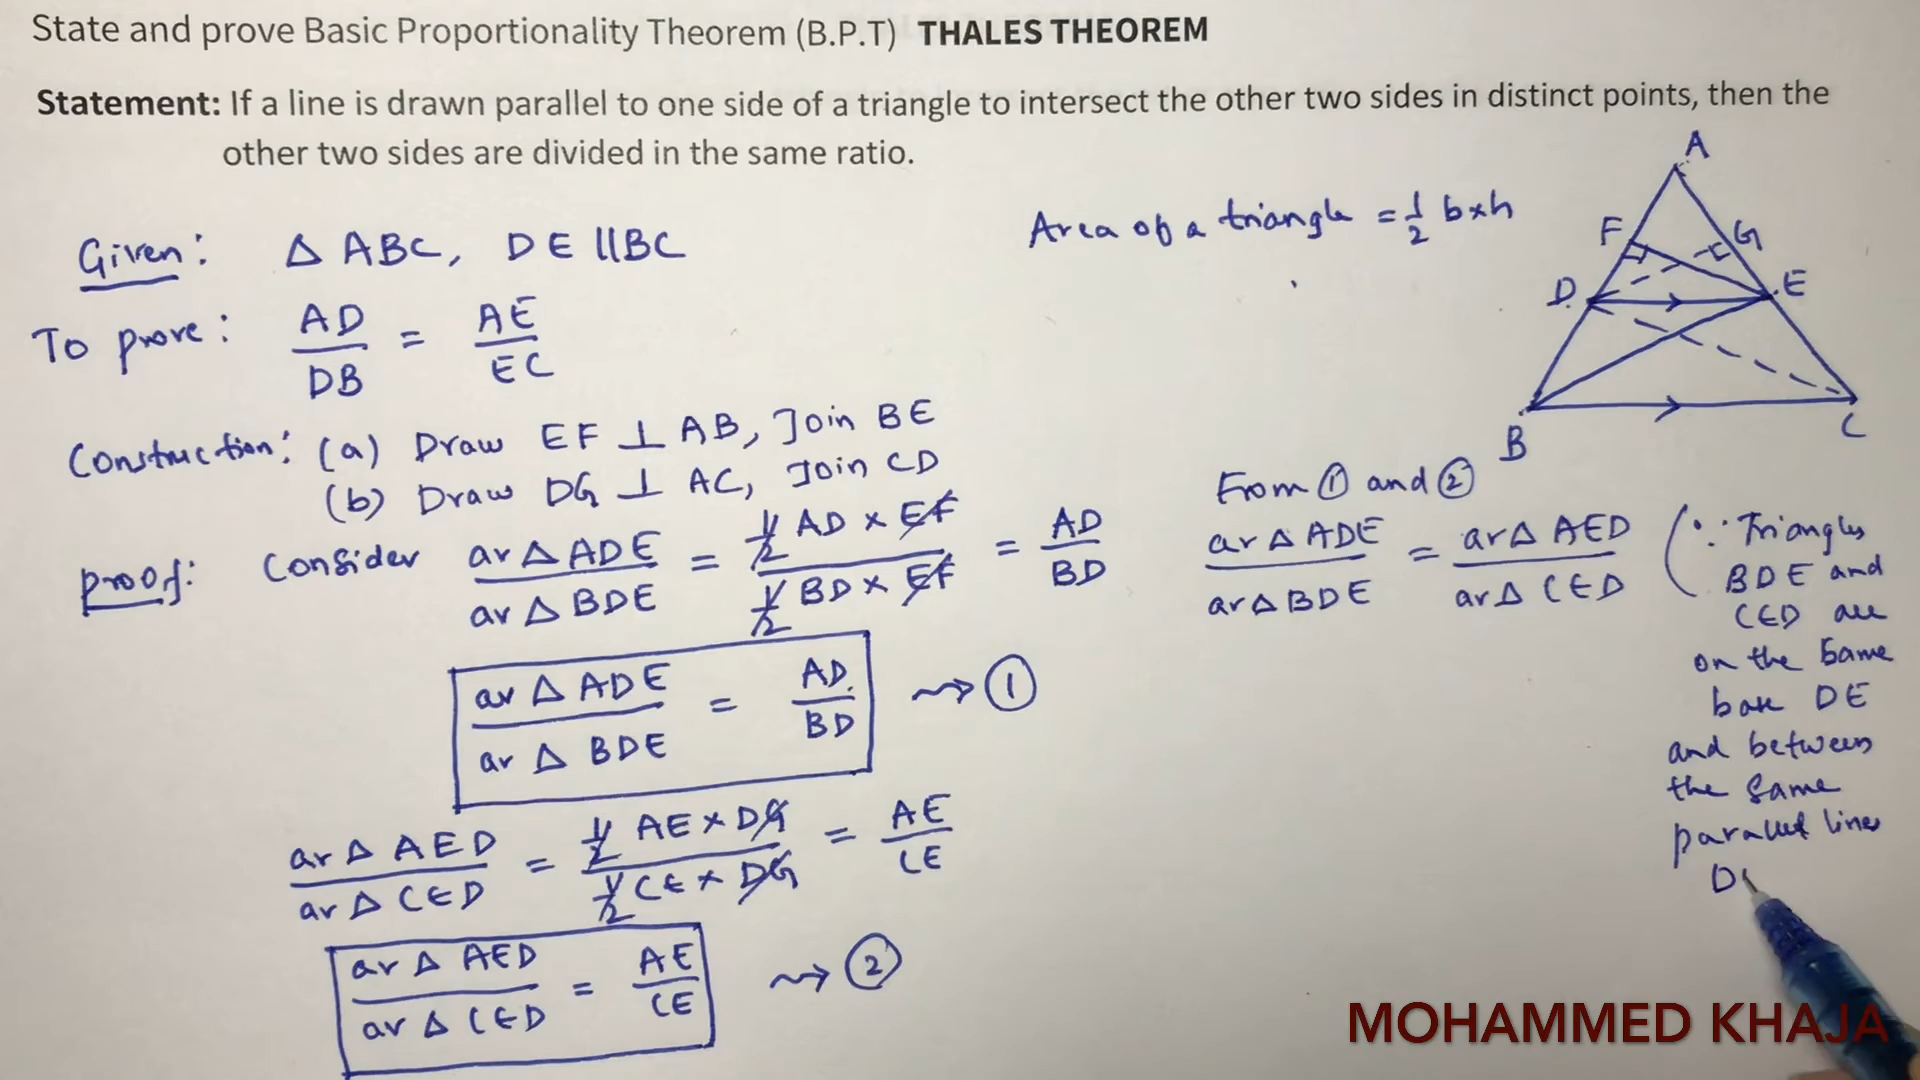 State and prove Basic Proportionality Theorem (B.P.T) THALES THEOREM
Statement: If a line is drawn parallel to one side of a triangle to intersect the other two sides in distinct points, then the
other two sides are divided in the same ratio.
Given: Δ ABC, DE ∥ BC
To prove: AD/DB = AE/EC
Construction: (a) Draw EF ⊥ AB, Join BE
(b) Draw DG ⊥ AC, Join CD
Proof: Consider ar Δ ADE / ar Δ BDE = 1/2 AD × EF / 1/2 BD × EF = AD/BD
ar Δ ADE / ar Δ BDE = AD/BD → ①
ar Δ AED / ar Δ CED = 1/2 AE × DG / 1/2 CE × DG = AE/CE
ar Δ AED / ar Δ CED = AE/CE → ②
Area of a triangle = 1/2 b×h
A
F
G
D
E
B
C
From ① and ②
ar Δ ADE / ar Δ BDE = ar Δ AED / ar Δ CED (∵ Triangles
BDE and
CED are
on the same
base DE
and between
the same
parallel lines
D
MOHAMMED KHAJA